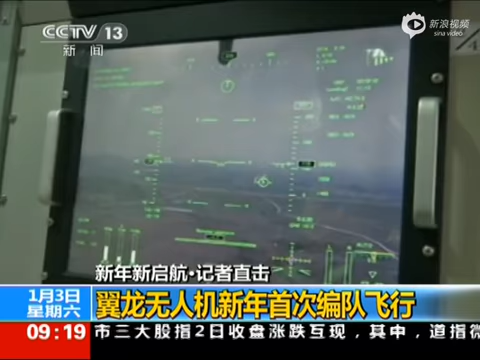 CCTV 13
新闻
新浪视频
video.sina.com.cn
新年新启航·记者直击
1月3日
星期六
翼龙无人机新年首次编队飞行
09:19
市三大股指2日收盘涨跌互现，其中，道指微